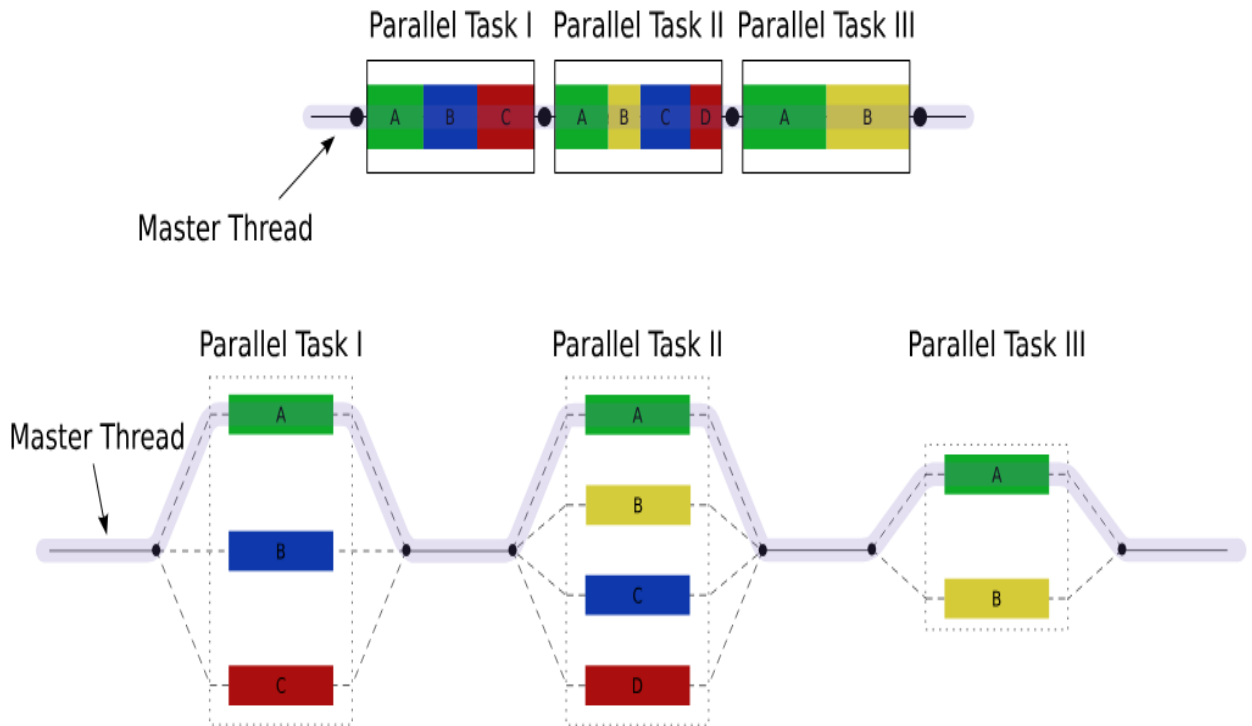 Parallel Task I Parallel Task II Parallel Task III
A B C A B C D A B
Master Thread
Parallel Task I Parallel Task II Parallel Task III
A A
Master Thread
A
B
B
C
B
C D